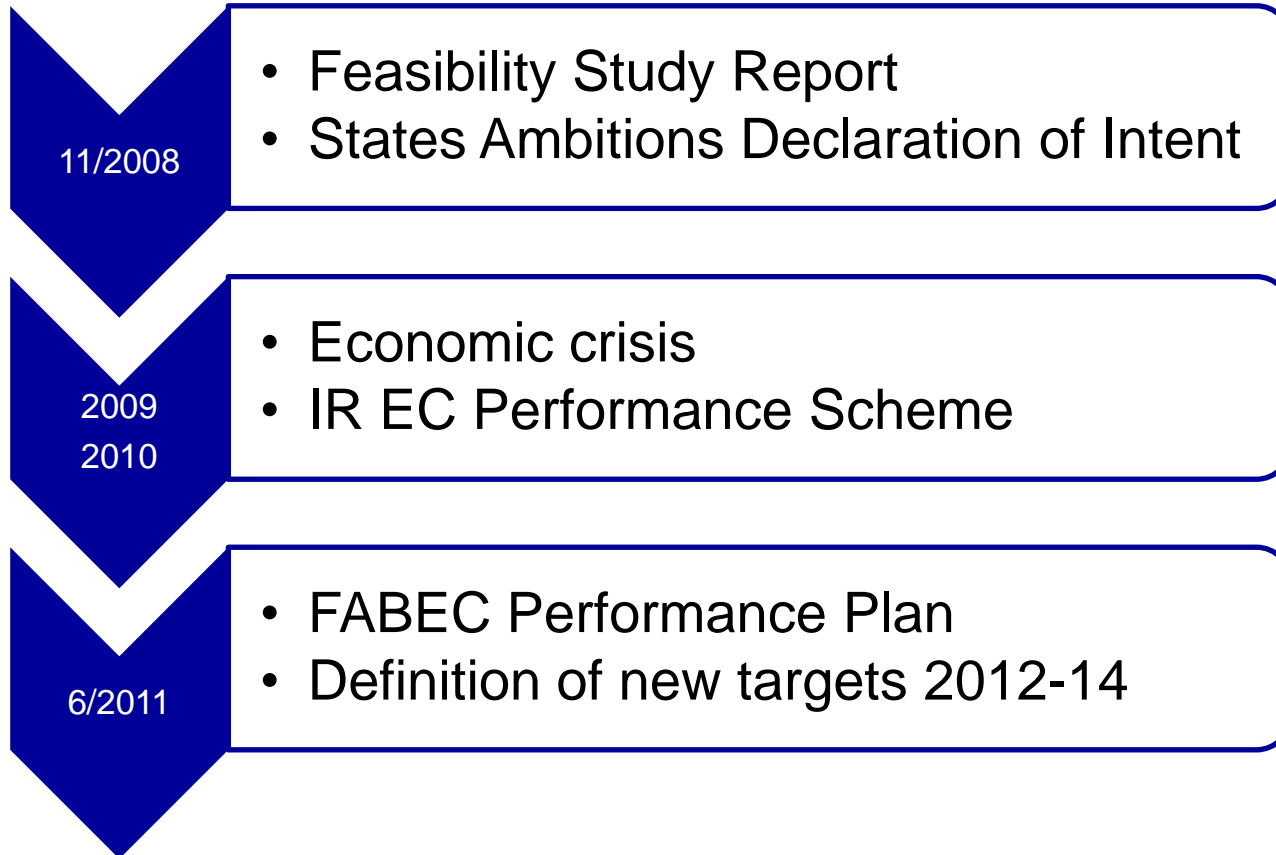 11/2008
• Feasibility Study Report
• States Ambitions Declaration of Intent
2009
2010
• Economic crisis
• IR EC Performance Scheme
6/2011
• FABEC Performance Plan
• Definition of new targets 2012-14